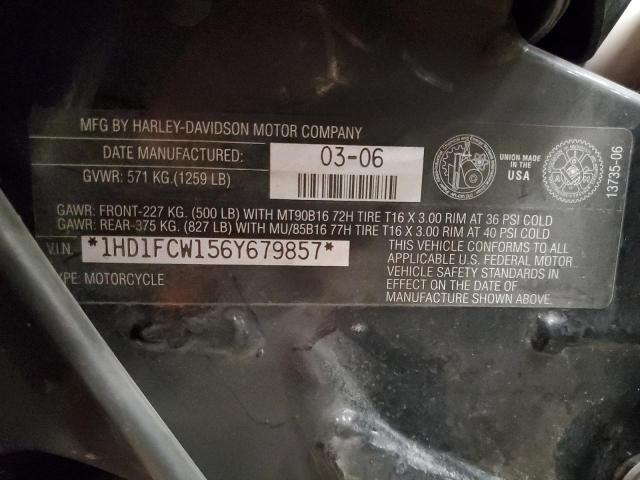 MFG BY HARLEY-DAVIDSON MOTOR COMPANY
DATE MANUFACTURED: 03-06
GVWR: 571 KG.(1259 LB)
UNION MADE IN THE USA
13735-06
GAWR: FRONT-227 KG. (500 LB) WITH MT90B16 72H TIRE T16 X 3.00 RIM AT 36 PSI COLD
GAWR: REAR-375 KG. (827 LB) WITH MU/85B16 77H TIRE T16 X 3.00 RIM AT 40 PSI COLD
V.I.N. *1HD1FCW156Y679857*
TYPE: MOTORCYCLE
THIS VEHICLE CONFORMS TO ALL
APPLICABLE U.S. FEDERAL MOTOR
VEHICLE SAFETY STANDARDS IN
EFFECT ON THE DATE OF
MANUFACTURE SHOWN ABOVE.